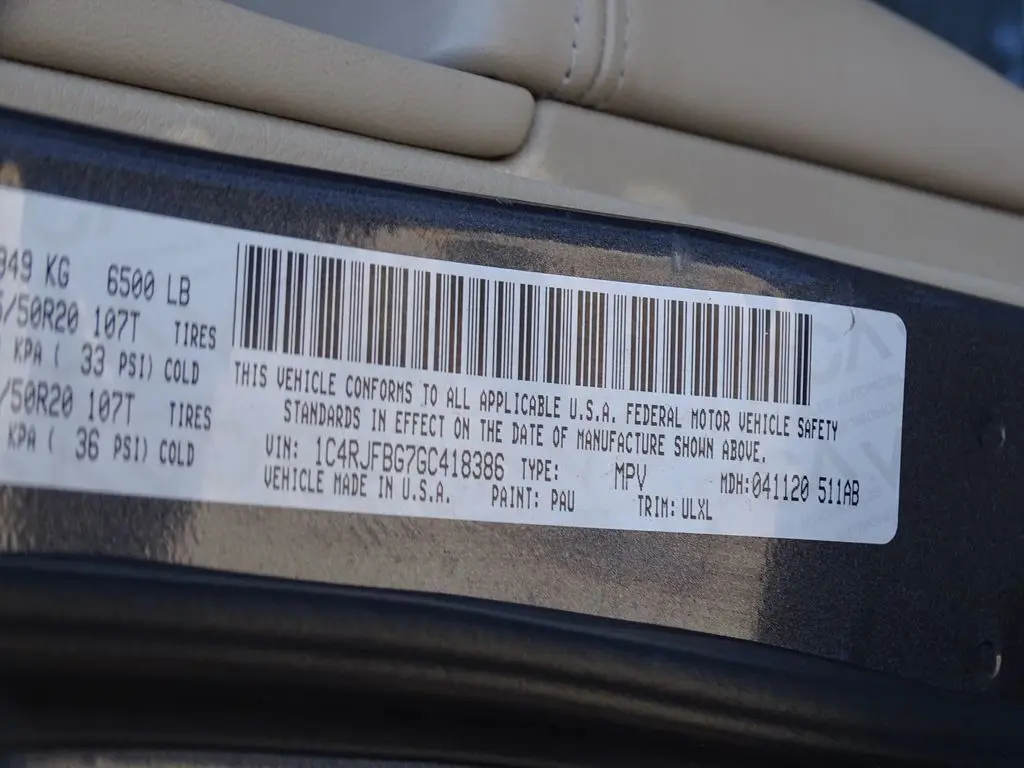 949 KG 6500 LB
/50R20 107T TIRES
KPA ( 33 PSI) COLD
/50R20 107T TIRES
KPA ( 36 PSI) COLD
THIS VEHICLE CONFORMS TO ALL APPLICABLE U.S.A. FEDERAL MOTOR VEHICLE SAFETY
STANDARDS IN EFFECT ON THE DATE OF MANUFACTURE SHOWN ABOVE.
VIN: 1C4RJFBG7GC418386 TYPE: MPV MDH:041120 511AB
VEHICLE MADE IN U.S.A. PAINT: PAU TRIM: ULXL